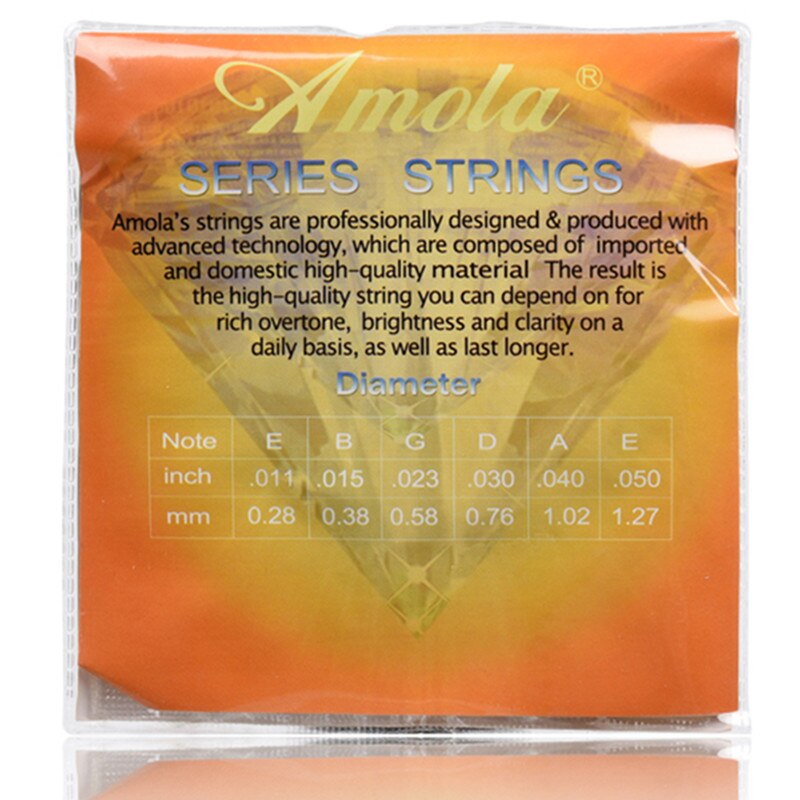 Amola®
SERIES STRINGS
Amola's strings are professionally designed & produced with
advanced technology, which are composed of imported
and domestic high-quality material The result is
the high-quality string you can depend on for
rich overtone, brightness and clarity on a
daily basis, as well as last longer.
Diameter
Note E B G D A E
inch .011 .015 .023 .030 .040 .050
mm 0.28 0.38 0.58 0.76 1.02 1.27